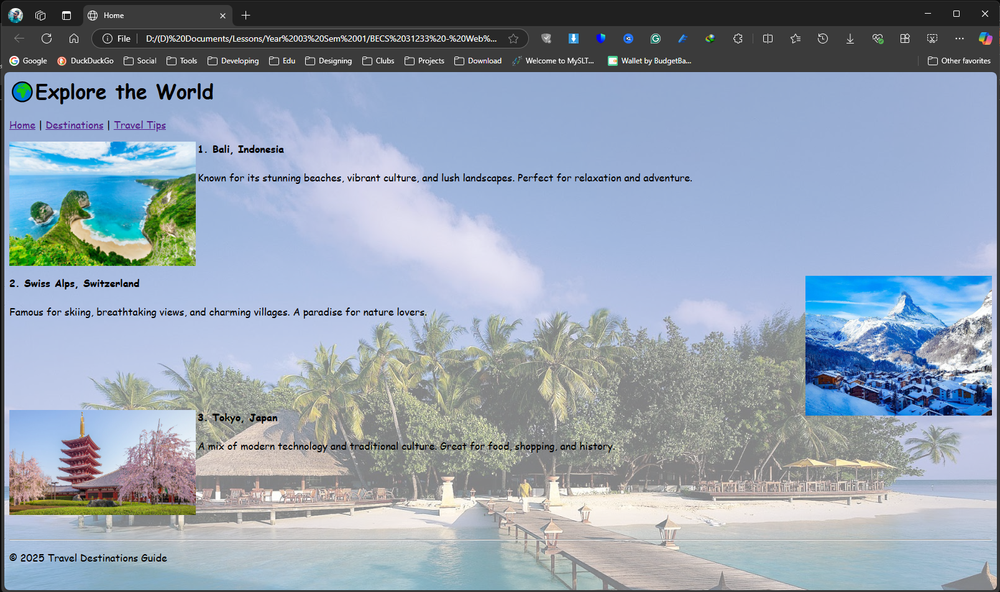 Home
File
D:/(D)%20Documents/Lessons/Year%2003%20Sem%2001/BECS%2031233%20-%20Web%...
Google
DuckDuckGo
Social
Tools
Developing
Edu
Designing
Clubs
Projects
Download
Welcome to MySLT...
Wallet by BudgetBa...
Other favorites
Explore the World
Home | Destinations | Travel Tips
1. Bali, Indonesia
Known for its stunning beaches, vibrant culture, and lush landscapes. Perfect for relaxation and adventure.
2. Swiss Alps, Switzerland
Famous for skiing, breathtaking views, and charming villages. A paradise for nature lovers.
3. Tokyo, Japan
A mix of modern technology and traditional culture. Great for food, shopping, and history.
© 2025 Travel Destinations Guide